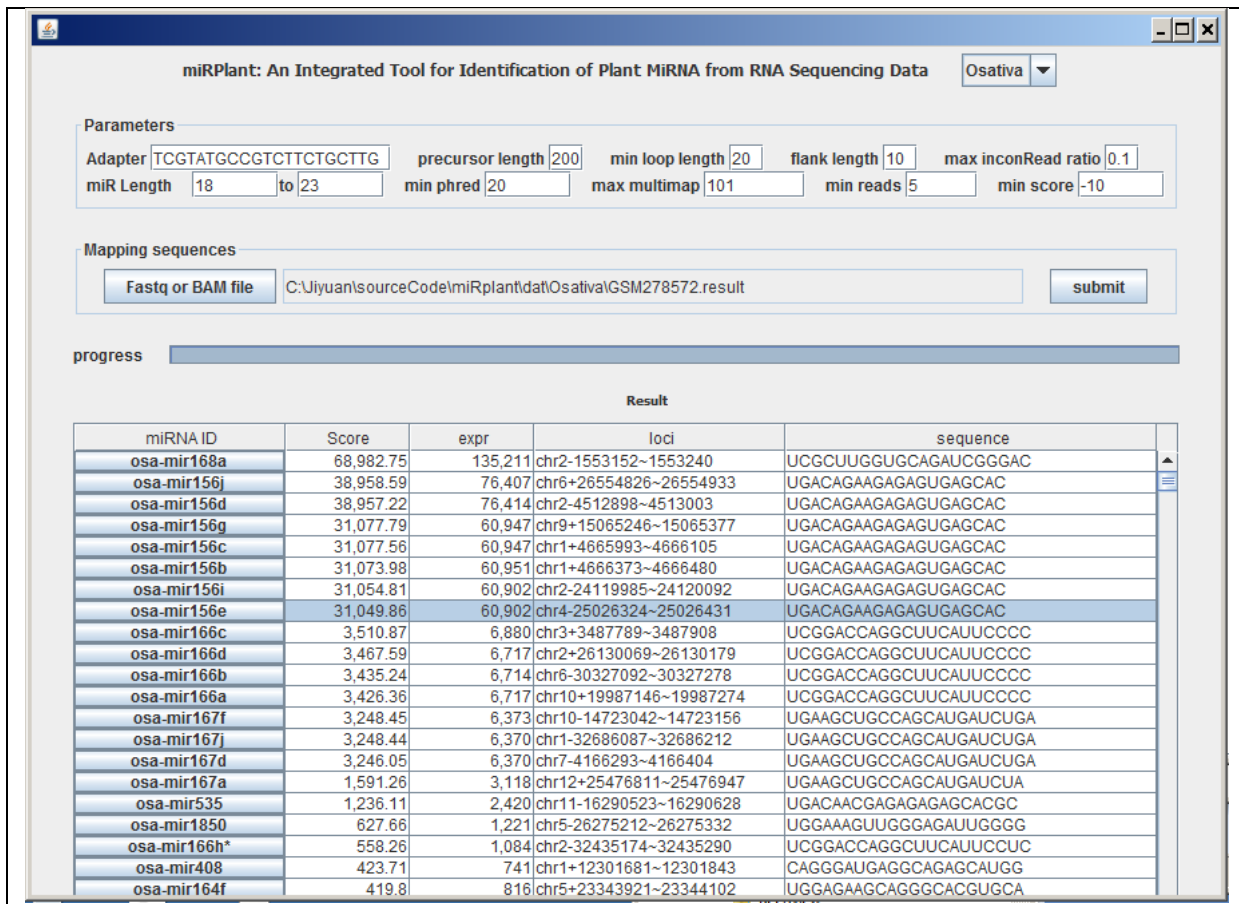 miRPlant: An Integrated Tool for Identification of Plant MiRNA from RNA Sequencing Data Osativa
Parameters
Adapter TCGTATGCCGTCTTCTGCTTG precursor length 200 min loop length 20 flank length 10 max inconRead ratio 0.1
miR Length 18 to 23 min phred 20 max multimap 101 min reads 5 min score -10
Mapping sequences
Fastq or BAM file C:\Jiyuan\sourceCode\miRplant\dat\Osativa\GSM278572.result submit
progress
Result
miRNA ID Score expr loci sequence
osa-mir168a 68,982.75 135,211 chr2-1553152~1553240 UCGCUUGGUGCAGAUCGGGAC
osa-mir156j 38,958.59 76,407 chr6+26554826~26554933 UGACAGAAGAGAGUGAGCAC
osa-mir156d 38,957.22 76,414 chr2-4512898~4513003 UGACAGAAGAGAGUGAGCAC
osa-mir156g 31,077.79 60,947 chr9+15065246~15065377 UGACAGAAGAGAGUGAGCAC
osa-mir156c 31,077.56 60,947 chr1+4665993~4666105 UGACAGAAGAGAGUGAGCAC
osa-mir156b 31,073.98 60,951 chr1+4666373~4666480 UGACAGAAGAGAGUGAGCAC
osa-mir156i 31,054.81 60,902 chr2-24119985~24120092 UGACAGAAGAGAGUGAGCAC
osa-mir156e 31,049.86 60,902 chr4-25026324~25026431 UGACAGAAGAGAGUGAGCAC
osa-mir166c 3,510.87 6,880 chr3+3487789~3487908 UCGGACCAGGCUUCAUUCCCC
osa-mir166d 3,467.59 6,717 chr2+26130069~26130179 UCGGACCAGGCUUCAUUCCCC
osa-mir166b 3,435.24 6,714 chr6-30327092~30327278 UCGGACCAGGCUUCAUUCCCC
osa-mir166a 3,426.36 6,717 chr10+19987146~19987274 UCGGACCAGGCUUCAUUCCCC
osa-mir167f 3,248.45 6,373 chr10-14723042~14723156 UGAAGCUGCCAGCAUGAUCUGA
osa-mir167j 3,248.44 6,370 chr1-32686087~32686212 UGAAGCUGCCAGCAUGAUCUGA
osa-mir167d 3,246.05 6,370 chr7-4166293~4166404 UGAAGCUGCCAGCAUGAUCUGA
osa-mir167a 1,591.26 3,118 chr12+25476811~25476947 UGAAGCUGCCAGCAUGAUCUA
osa-mir535 1,236.11 2,420 chr11-16290523~16290628 UGACAACGAGAGAGAGCACGC
osa-mir1850 627.66 1,221 chr5-26275212~26275332 UGGAAAGUUGGGAGAUUGGGG
osa-mir166h* 558.26 1,084 chr2-32435174~32435290 UCGGACCAGGCUUCAUUCCUC
osa-mir408 423.71 741 chr1+12301681~12301843 CAGGGAUGAGGCAGAGCAUGG
osa-mir164f 419.8 816 chr5+23343921~23344102 UGGAGAAGCAGGGCACGUGCA